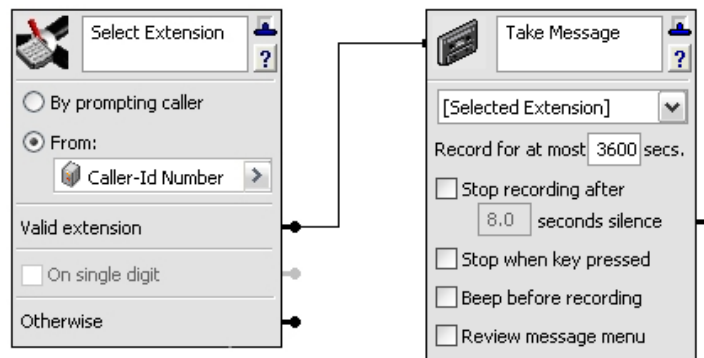 Select Extension
?
By prompting caller
From:
Caller-Id Number >
Valid extension
On single digit
Otherwise
Take Message
?
[Selected Extension]
Record for at most 3600 secs.
Stop recording after
8.0 seconds silence
Stop when key pressed
Beep before recording
Review message menu